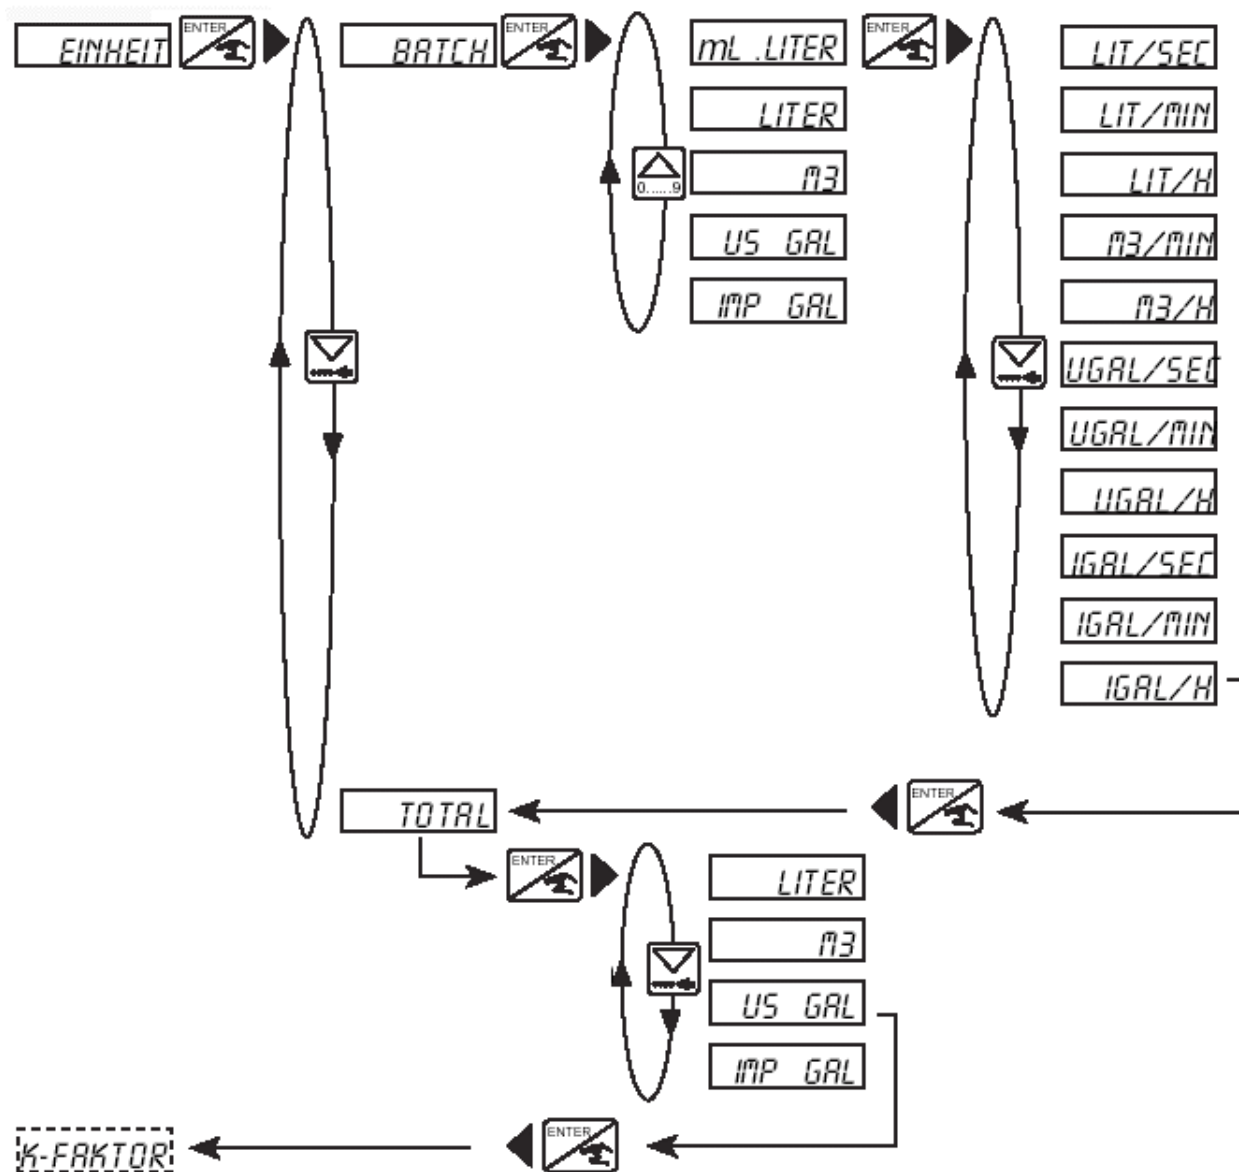 EINHEIT ENTER BATCH ENTER mL .LITER ENTER LIT/SEC
LITER LIT/MIN
0.....9 M3 LIT/H
US GAL M3/MIN
IMP GAL M3/H
UGAL/SEC
UGAL/MIN
UGAL/H
IGAL/SEC
IGAL/MIN
IGAL/H
TOTAL ENTER
ENTER LITER
M3
US GAL
IMP GAL
K-FAKTOR ENTER